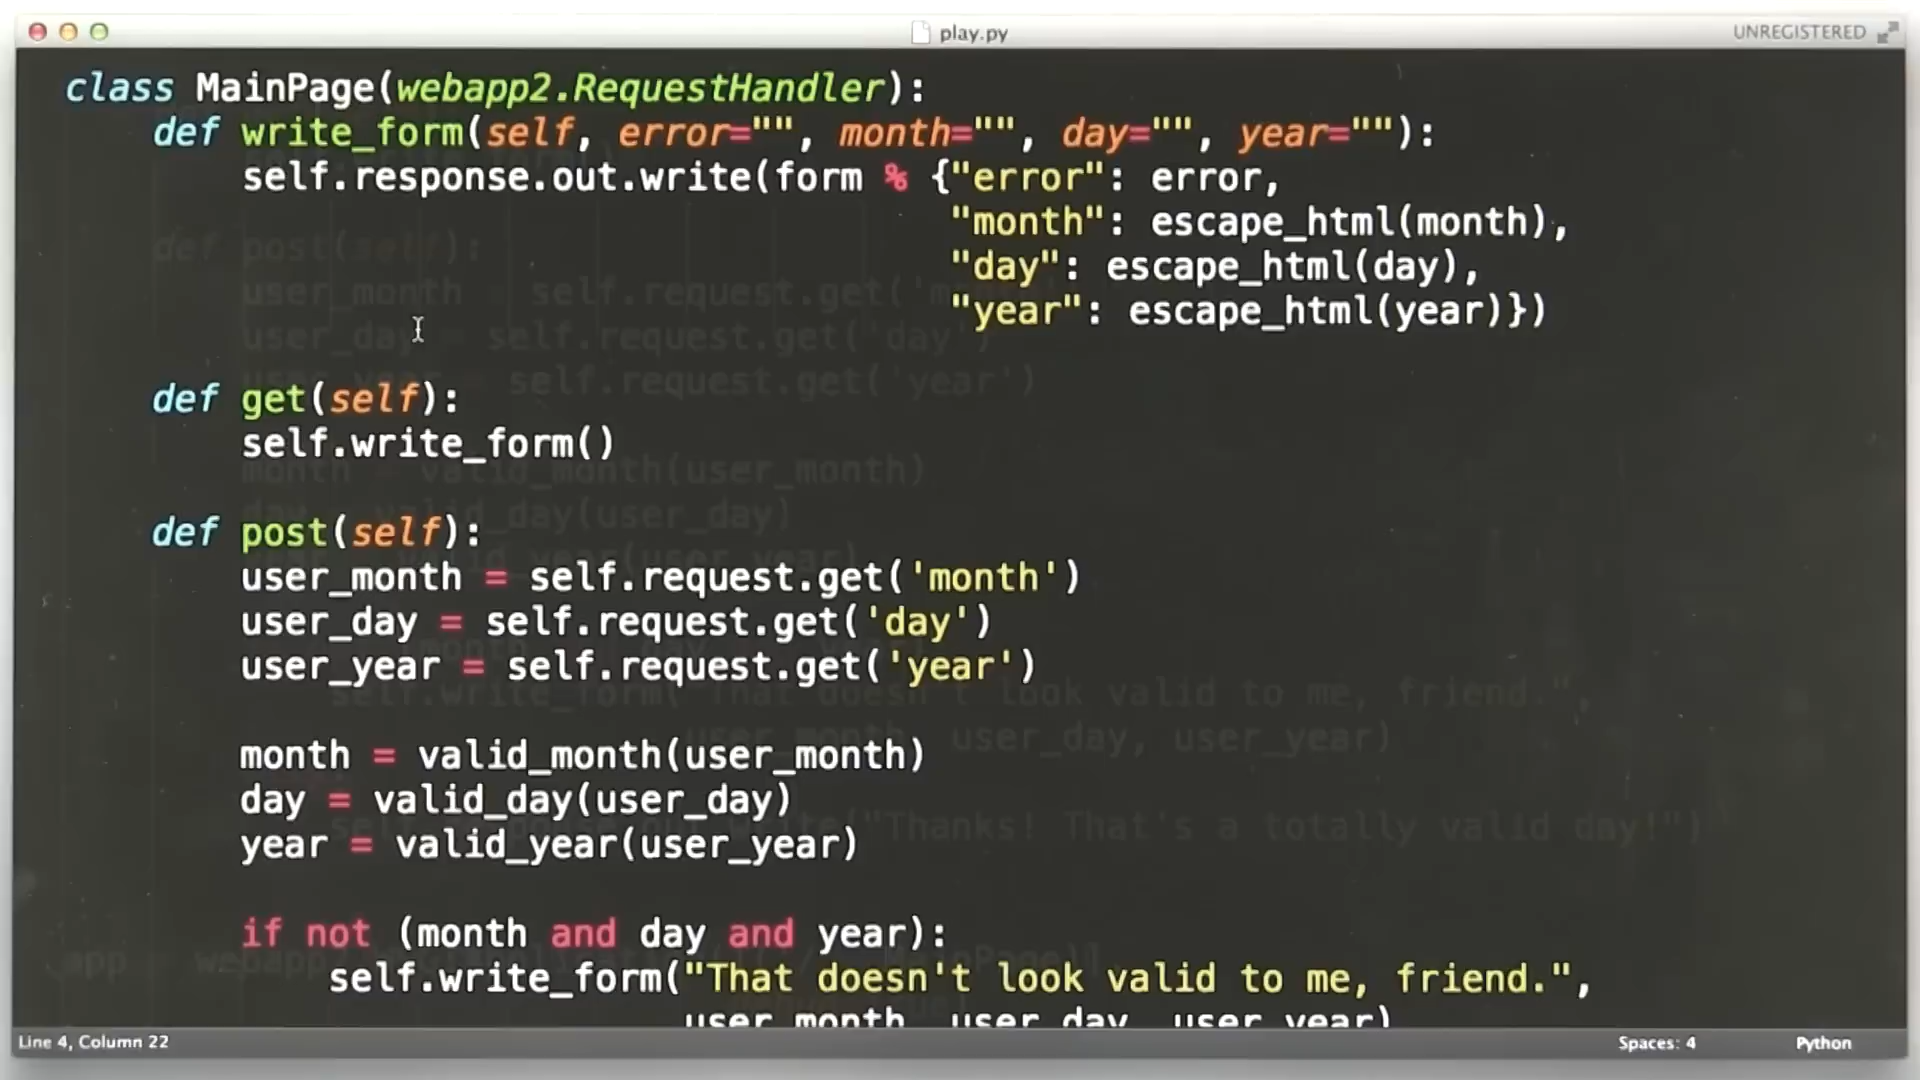 play.py
UNREGISTERED
class MainPage(webapp2.RequestHandler):
    def write_form(self, error="", month="", day="", year=""):
        self.response.out.write(form % {"error": error,
                                        "month": escape_html(month),
                                        "day": escape_html(day),
                                        "year": escape_html(year)})
    def get(self):
        self.write_form()
    def post(self):
        user_month = self.request.get('month')
        user_day = self.request.get('day')
        user_year = self.request.get('year')
        month = valid_month(user_month)
        day = valid_day(user_day)
        year = valid_year(user_year)
        if not (month and day and year):
            self.write_form("That doesn't look valid to me, friend.",
                            user_month, user_day, user_year)
Line 4, Column 22
Spaces: 4
Python